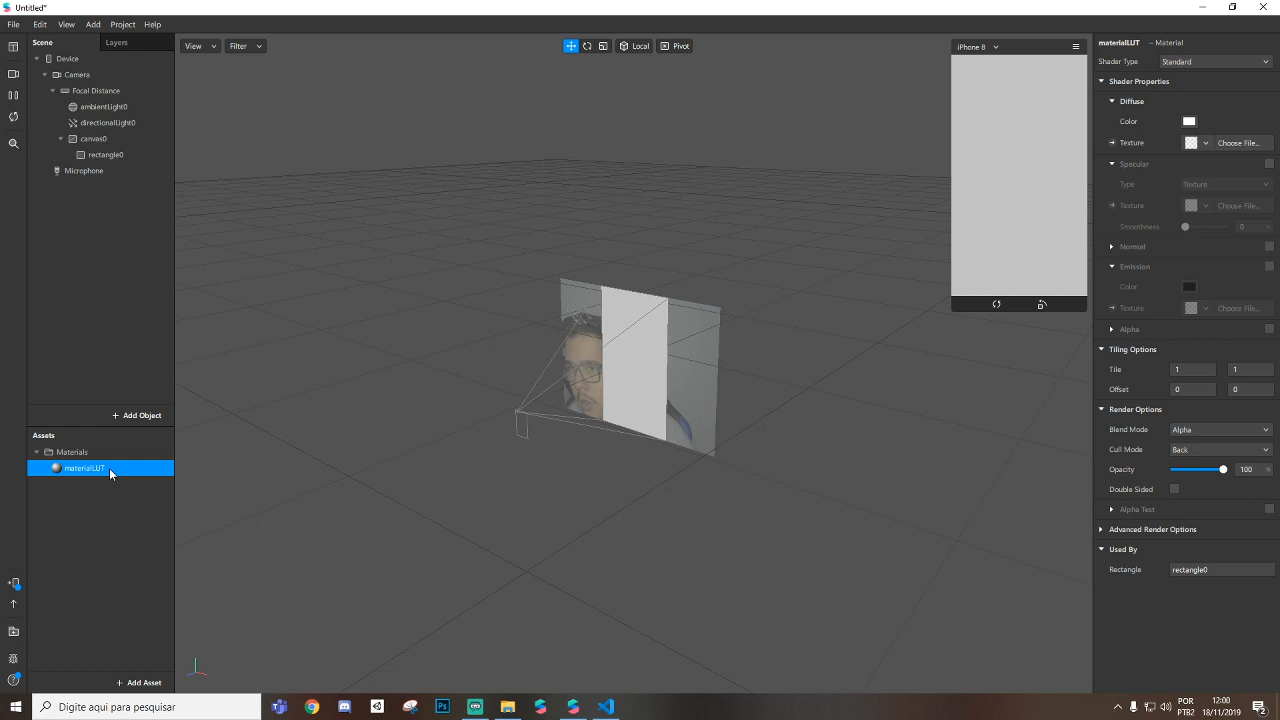 Untitled*
File Edit View Add Project Help
Scene Layers
Device
Camera
Focal Distance
ambientLight0
directionalLight0
canvas0
rectangle0
Microphone
+ Add Object
Assets
Materials
materialLUT
+ Add Asset
View Filter Local Pivot
iPhone 8
materialLUT – Material
Shader Type Standard
Shader Properties
Diffuse
Color
Texture Choose File...
Specular
Type Texture
Texture Choose File...
Smoothness 0 %
Normal
Emission
Color
Texture Choose File...
Alpha
Tiling Options
Tile 1 1
Offset 0 0
Render Options
Blend Mode Alpha
Cull Mode Back
Opacity 100 %
Double Sided
Alpha Test
Advanced Render Options
Used By
Rectangle rectangle0
Digite aqui para pesquisar
POR
PTB2
12:00
18/11/2019
2